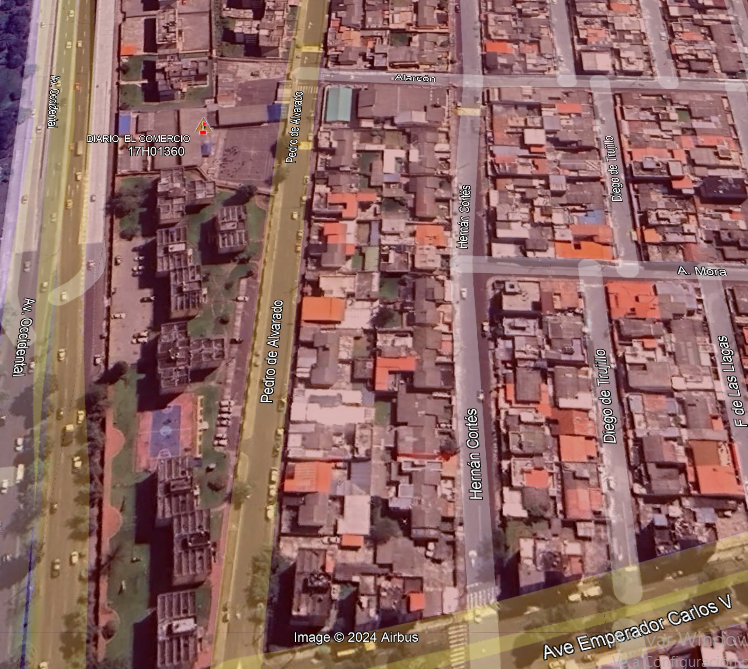 Alarcón
Av. Occidental
Pedro de Alvarado
DIARIO EL COMERCIO
17H01360
Diego de Trujillo
Hernán Cortés
A. Mora
Av. Occidental
Pedro de Alvarado
Diego de Trujillo
F de Las Llagas
Hernán Cortés
Image © 2024 Airbus
Ave Emperador Carlos V